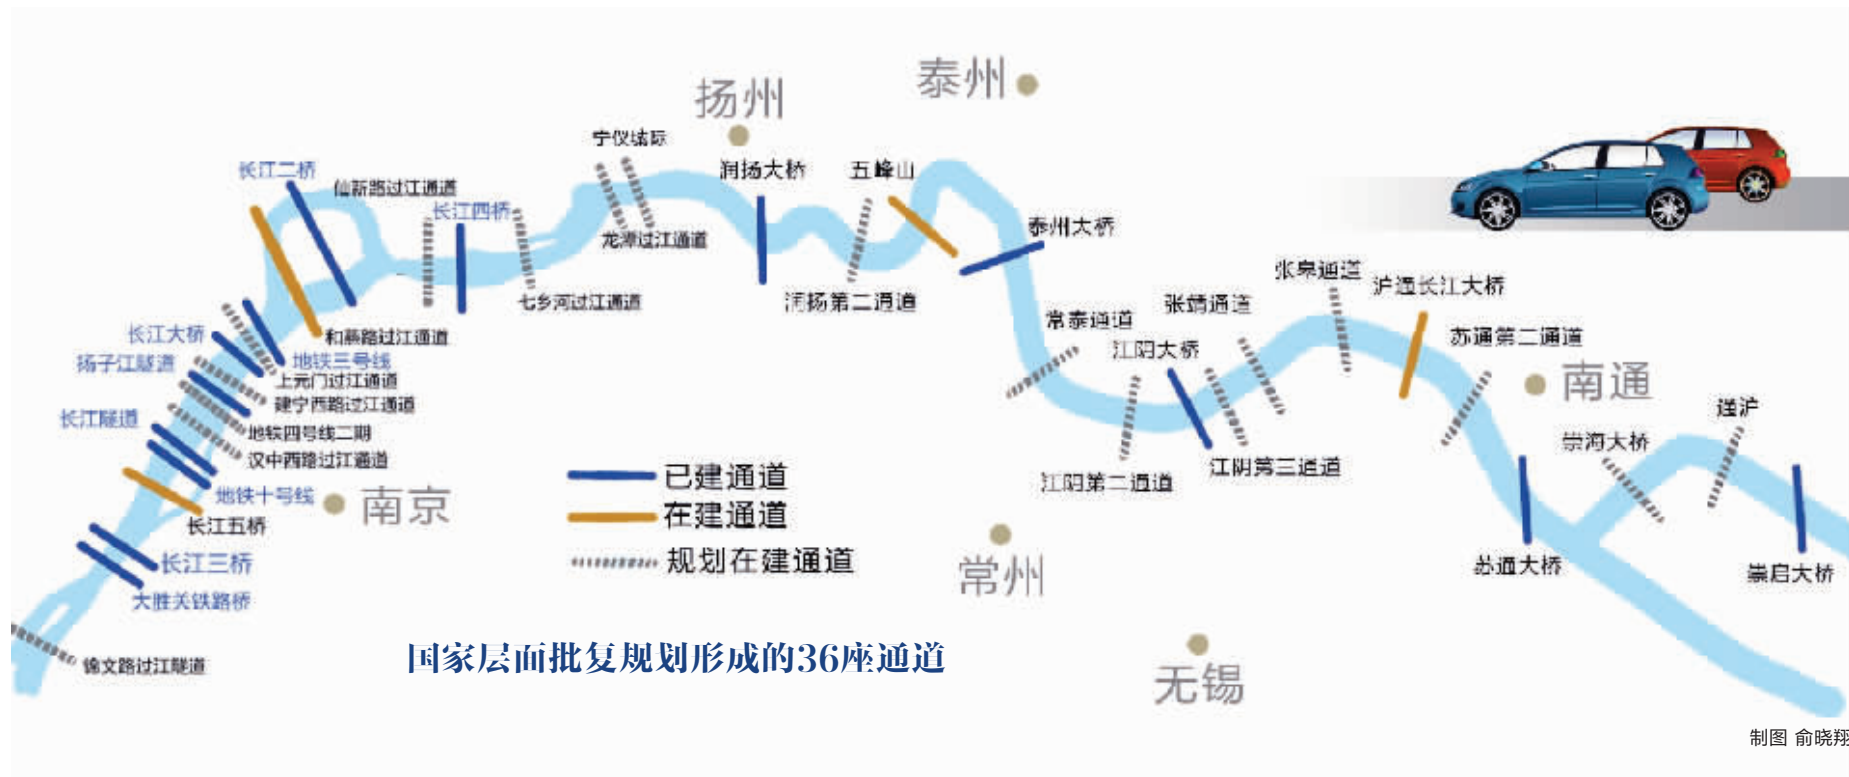 泰州
扬州
宁仪城际
长江二桥
仙新路过江通道
润扬大桥
五峰山
长江四桥
泰州大桥
龙潭过江通道
张皋通道
沪通长江大桥
七乡河过江通道
润扬第二通道
张靖通道
常泰通道
长江大桥
和燕路过江通道
江阴大桥
苏通第二通道
扬子江隧道
地铁三号线
上元门过江通道
南通
建宁西路过江通道
通沪
长江隧道
地铁四号线二期
崇海大桥
汉中西路过江通道
江阴第三通道
已建通道
江阴第二通道
地铁十号线
南京
在建通道
长江五桥
长江三桥
规划在建通道
苏通大桥
崇启大桥
常州
大胜关铁路桥
国家层面批复规划形成的36座通道
锦文路过江隧道
无锡
制图 俞晓翔